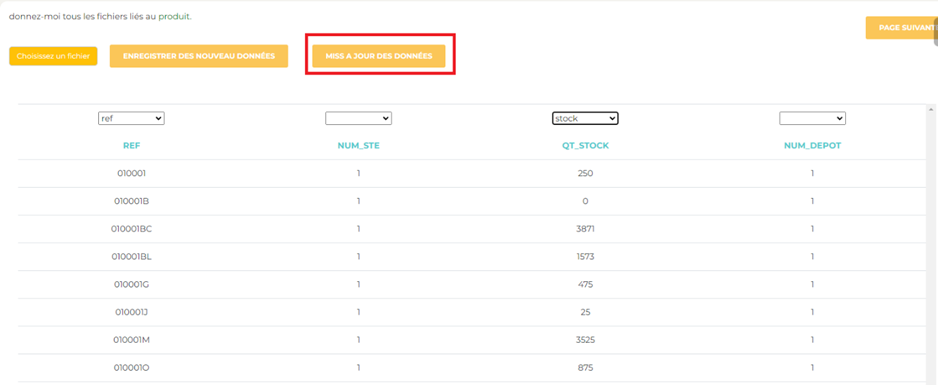 donnez-moi tous les fichiers liés au produit.
PAGE SUIVANT
Choisissez un fichier ENREGISTRER DES NOUVEAU DONNÉES MISS A JOUR DES DONNÉES
ref stock
REF NUM_STE QT_STOCK NUM_DEPOT
010001 1 250 1
010001B 1 0 1
010001BC 1 3871 1
010001BL 1 1573 1
010001G 1 475 1
010001J 1 25 1
010001M 1 3525 1
010001O 1 875 1